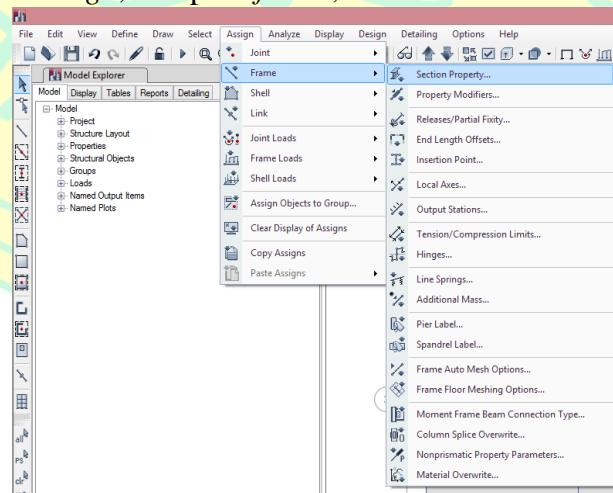 File Edit View Define Draw Select Assign Analyze Display Design Detailing Options Help
Model Explorer
Model Display Tables Reports Detailing
Model
Project
Structure Layout
Properties
Structural Objects
Groups
Loads
Named Output Items
Named Plots
Joint
Frame
Shell
Link
Joint Loads
Frame Loads
Shell Loads
Assign Objects to Group...
Clear Display of Assigns
Copy Assigns
Paste Assigns
Section Property...
Property Modifiers...
Releases/Partial Fixity...
End Length Offsets...
Insertion Point...
Local Axes...
Output Stations...
Tension/Compression Limits...
Hinges...
Line Springs...
Additional Mass...
Pier Label...
Spandrel Label...
Frame Auto Mesh Options...
Frame Floor Meshing Options...
Moment Frame Beam Connection Type...
Column Splice Overwrite...
Nonprismatic Property Parameters...
Material Overwrite...
all
ps
clr